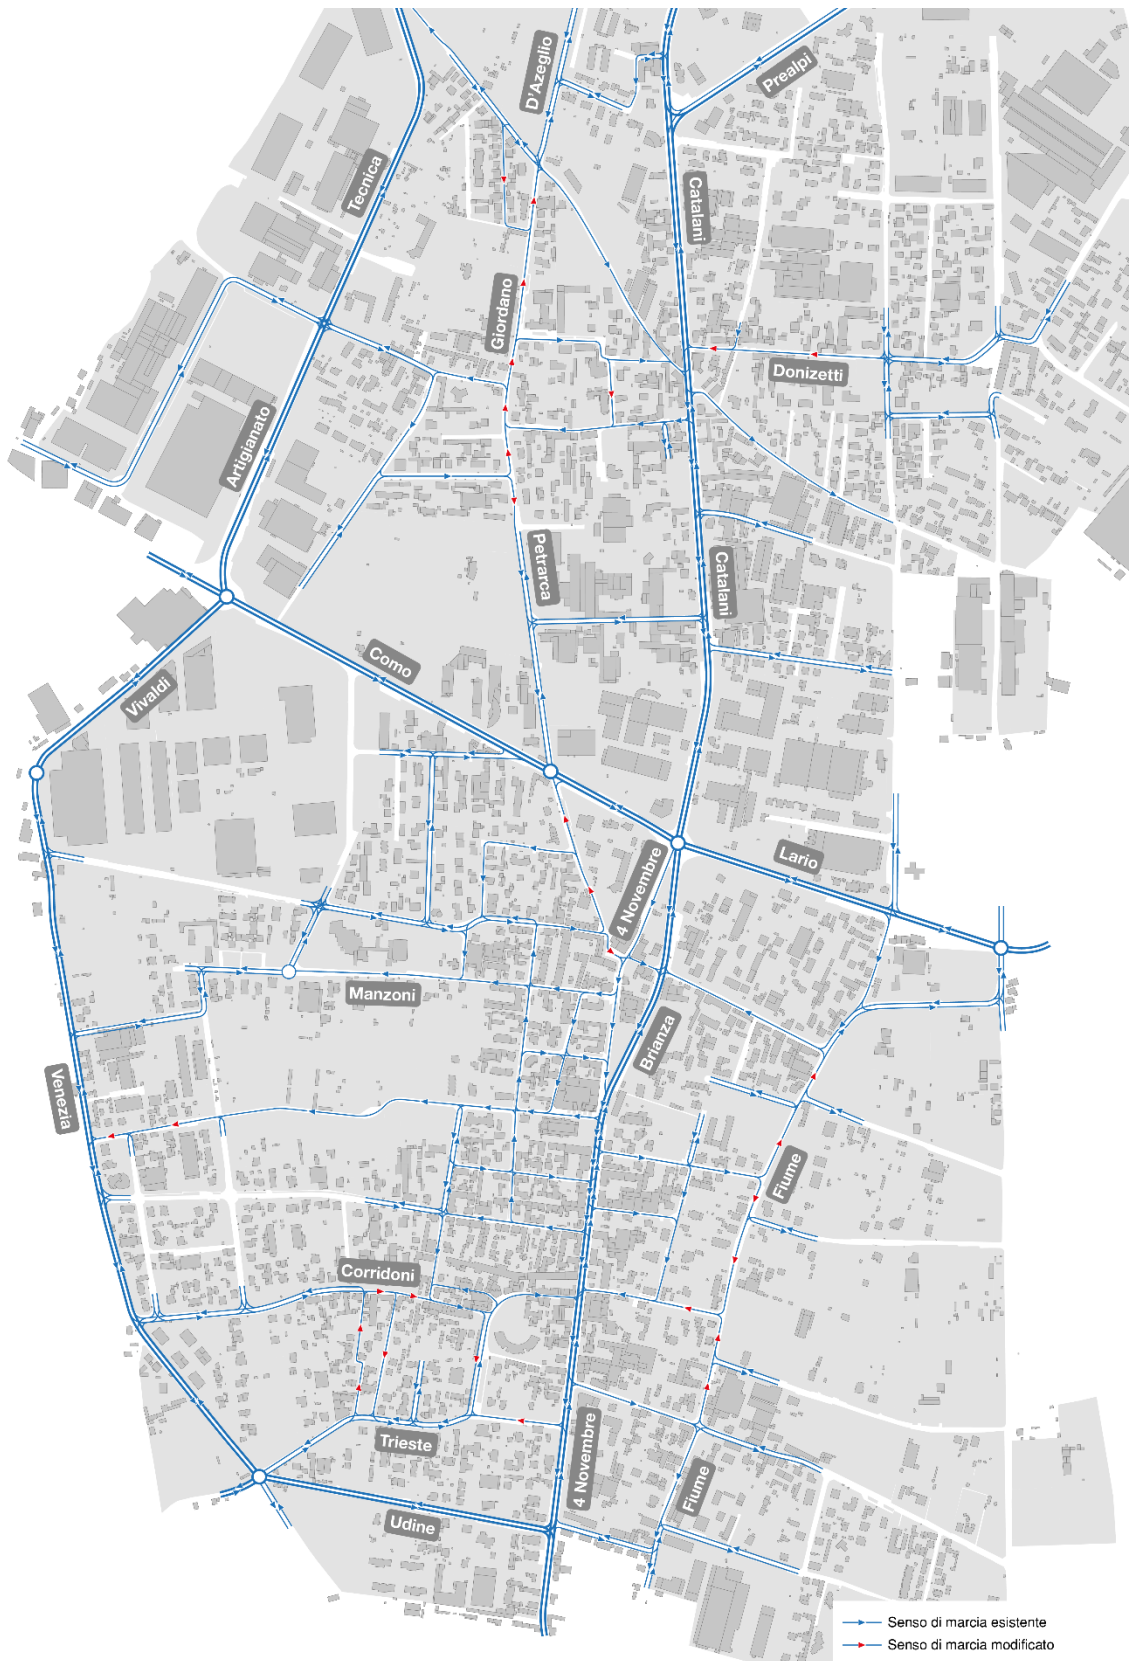 D'Azeglio
Prealpi
Tecnica
Catalani
Giordano
Donizetti
Artigianato
Petrarca
Catalani
Como
Vivaldi
4 Novembre
Lario
Manzoni
Brianza
Venezia
Fiume
Corridoni
Trieste
4 Novembre
Fiume
Udine
Senso di marcia esistente
Senso di marcia modificato